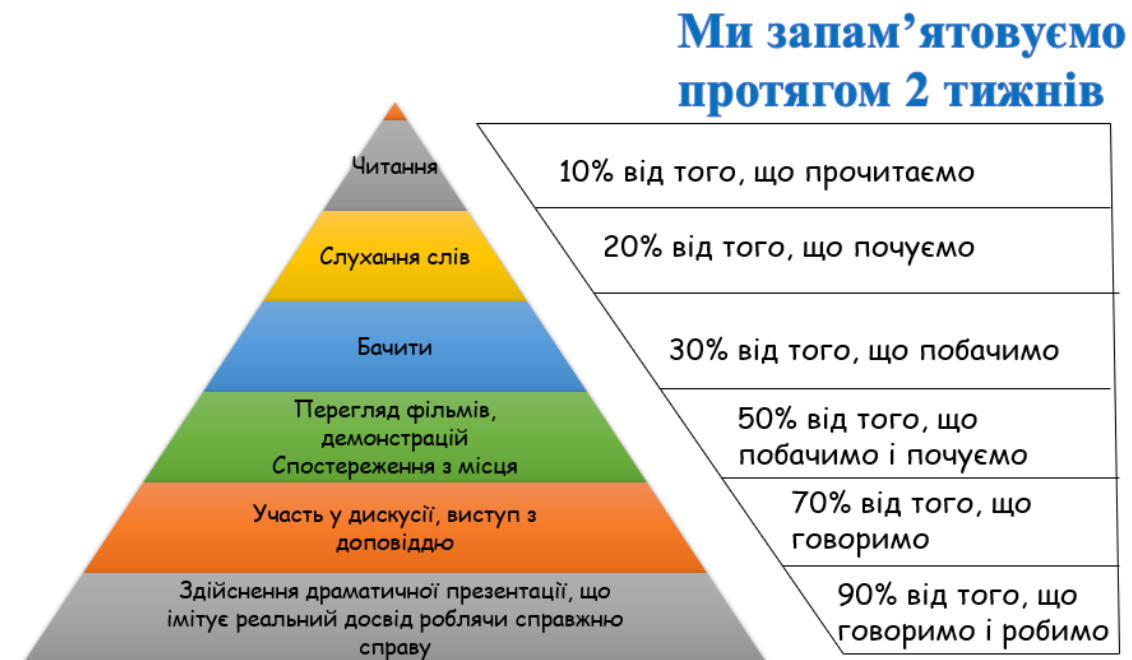 Ми запам’ятовуємо
протягом 2 тижнів
Читання
10% від того, що прочитаємо
Слухання слів
20% від того, що почуємо
Бачити
30% від того, що побачимо
Перегляд фільмів,
демонстрацій
Спостереження з місця
50% від того, що
побачимо і почуємо
Участь у дискусії, виступ з
доповіддю
70% від того, що
говоримо
Здійснення драматичної презентації, що
імітує реальний досвід роблячи справжню
справу
90% від того, що
говоримо і робимо